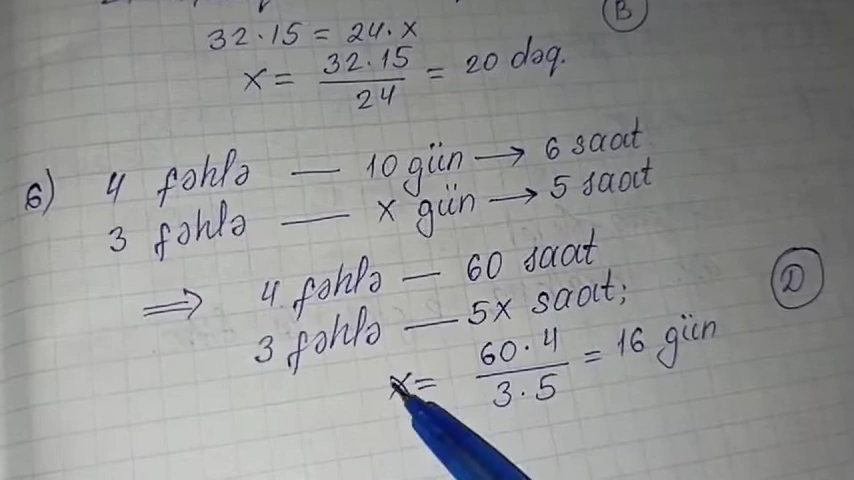 B
32·15 = 24·x
x = 32·15 / 24 = 20 dəq.
6) 4 fəhlə — 10 gün → 6 saat
3 fəhlə — x gün → 5 saat
⇒ 4 fəhlə — 60 saat
3 fəhlə — 5x saat;
D
x = 60·4 / 3·5 = 16 gün